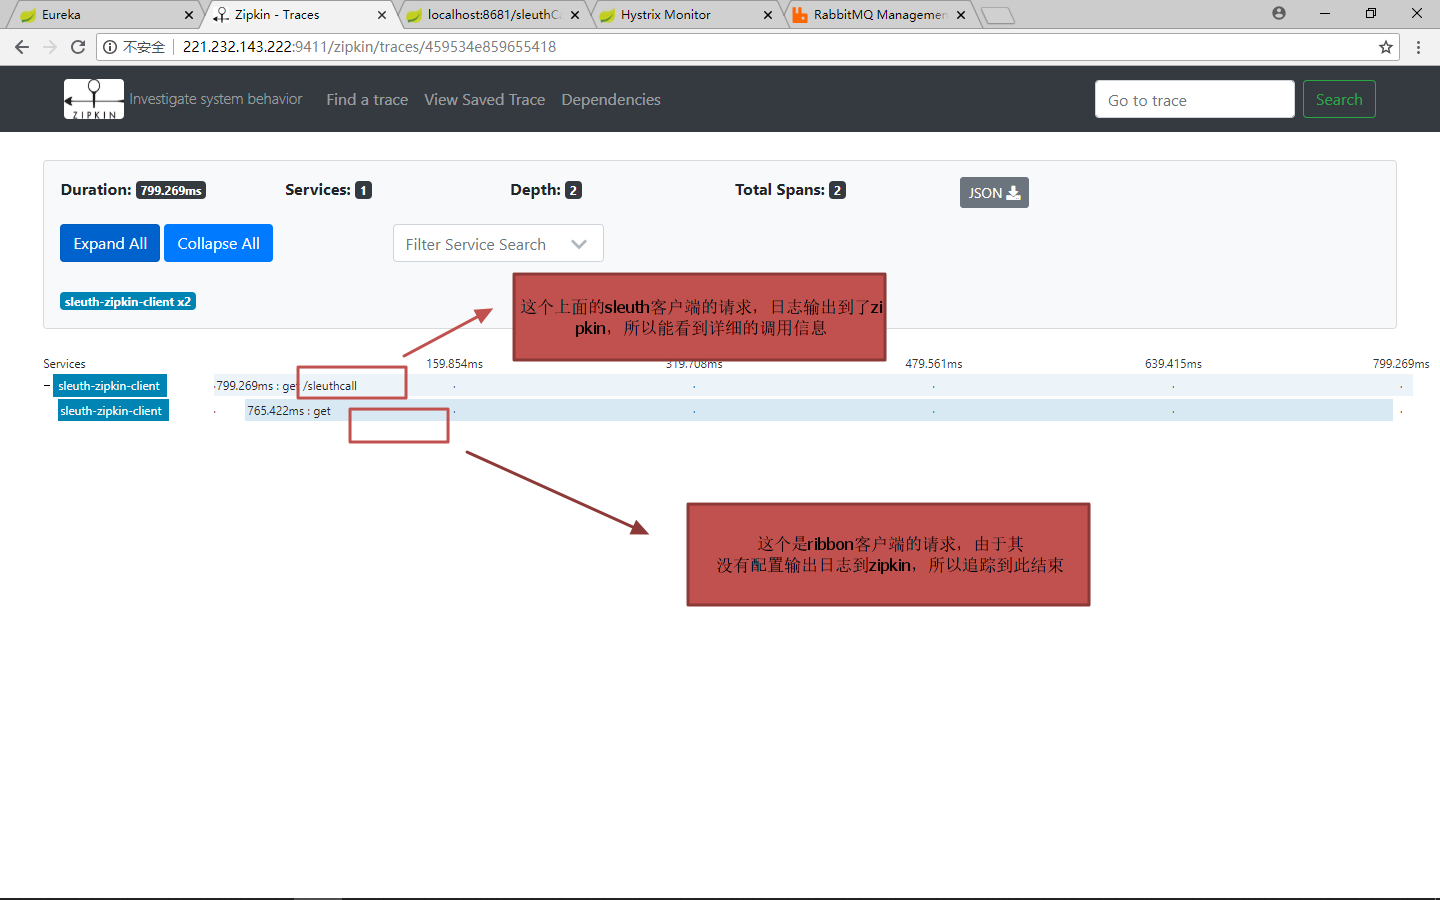 Eureka
Zipkin - Traces
localhost:8681/sleuthCa
Hystrix Monitor
RabbitMQ Managemen
不安全 221.232.143.222:9411/zipkin/traces/459534e859655418
ZIPKIN
Investigate system behavior
Find a trace
View Saved Trace
Dependencies
Go to trace
Search
Duration: 799.269ms
Services: 1
Depth: 2
Total Spans: 2
JSON
Expand All
Collapse All
Filter Service Search
sleuth-zipkin-client x2
这个上面的sleuth客户端的请求，日志输出到了zi
pkin，所以能看到详细的调用信息
Services
159.854ms
319.708ms
479.561ms
639.415ms
799.269ms
sleuth-zipkin-client
799.269ms : get /sleuthcall
sleuth-zipkin-client
765.422ms : get
这个是ribbon客户端的请求，由于其
没有配置输出日志到zipkin，所以追踪到此结束